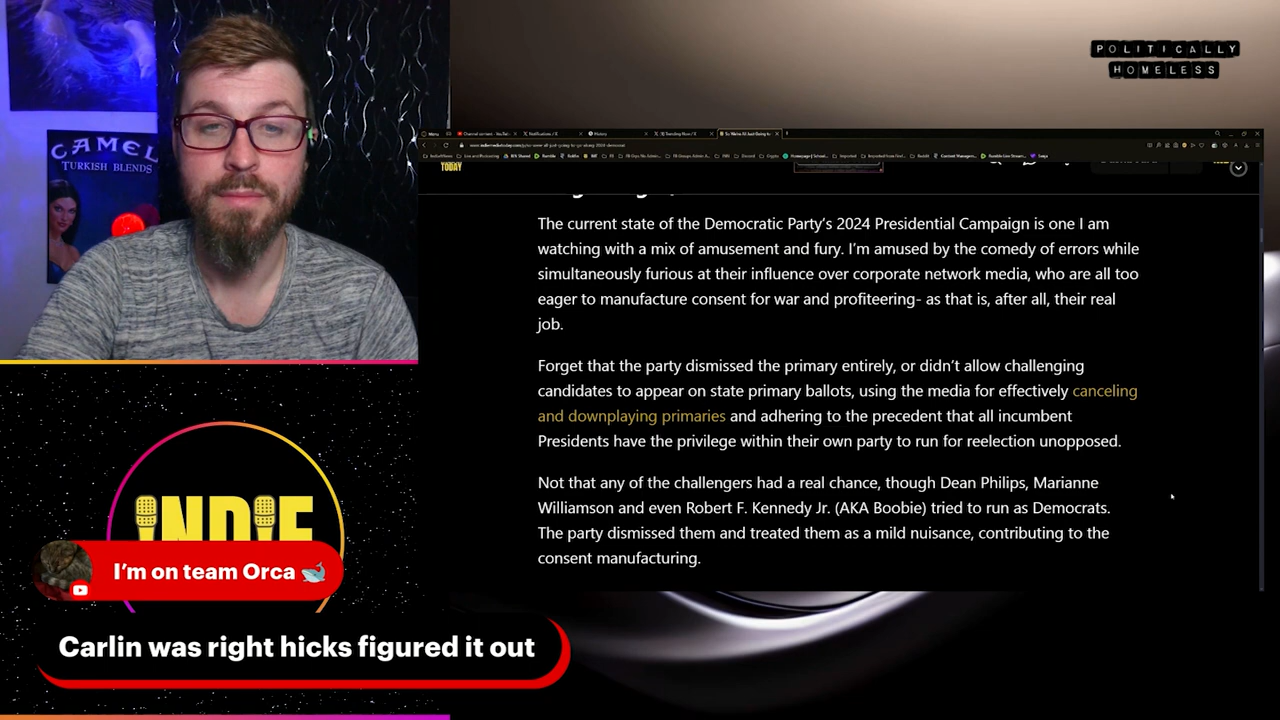 POLITICALLY
HOMELESS
CAMEL
TURKISH BLENDS
TODAY
The current state of the Democratic Party's 2024 Presidential Campaign is one I am
watching with a mix of amusement and fury. I'm amused by the comedy of errors while
simultaneously furious at their influence over corporate network media, who are all too
eager to manufacture consent for war and profiteering- as that is, after all, their real
job.
Forget that the party dismissed the primary entirely, or didn't allow challenging
candidates to appear on state primary ballots, using the media for effectively canceling
and downplaying primaries and adhering to the precedent that all incumbent
Presidents have the privilege within their own party to run for reelection unopposed.
Not that any of the challengers had a real chance, though Dean Philips, Marianne
Williamson and even Robert F. Kennedy Jr. (AKA Boobie) tried to run as Democrats.
The party dismissed them and treated them as a mild nuisance, contributing to the
consent manufacturing.
INDIE
I'm on team Orca 🐳
Carlin was right hicks figured it out